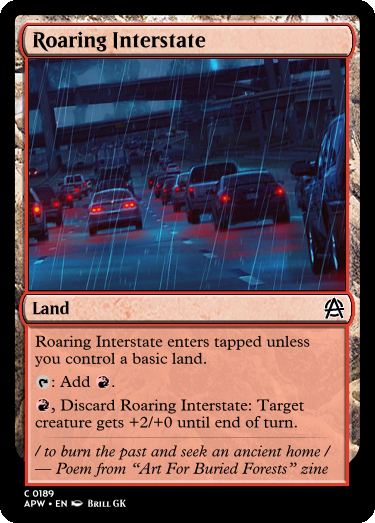 Roaring Interstate
Land
Roaring Interstate enters tapped unless
you control a basic land.
: Add .
, Discard Roaring Interstate: Target
creature gets +2/+0 until end of turn.
/ to burn the past and seek an ancient home /
— Poem from “Art For Buried Forests” zine
C 0189
APW • EN BRILL GK